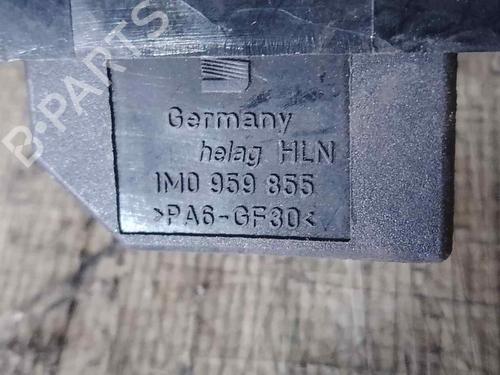 Germany
helag HLN
1M0 959 855
>PA6-GF30<
B-PARTS